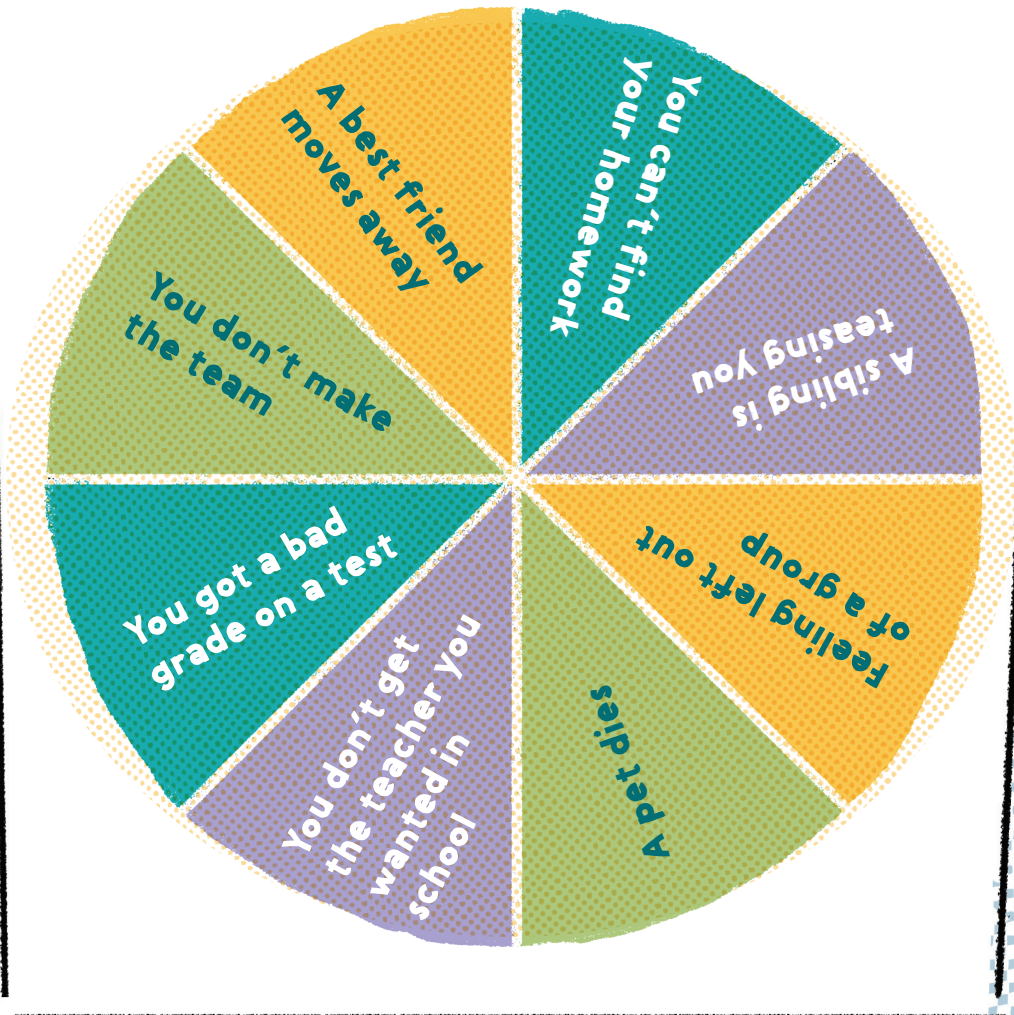 You can't find
your homework
A sibling is
teasing you
Feeling left out
of a group
A pet dies
You don't get
the teacher you
wanted in
school
You got a bad
grade on a test
You don't make
the team
A best friend
moves away